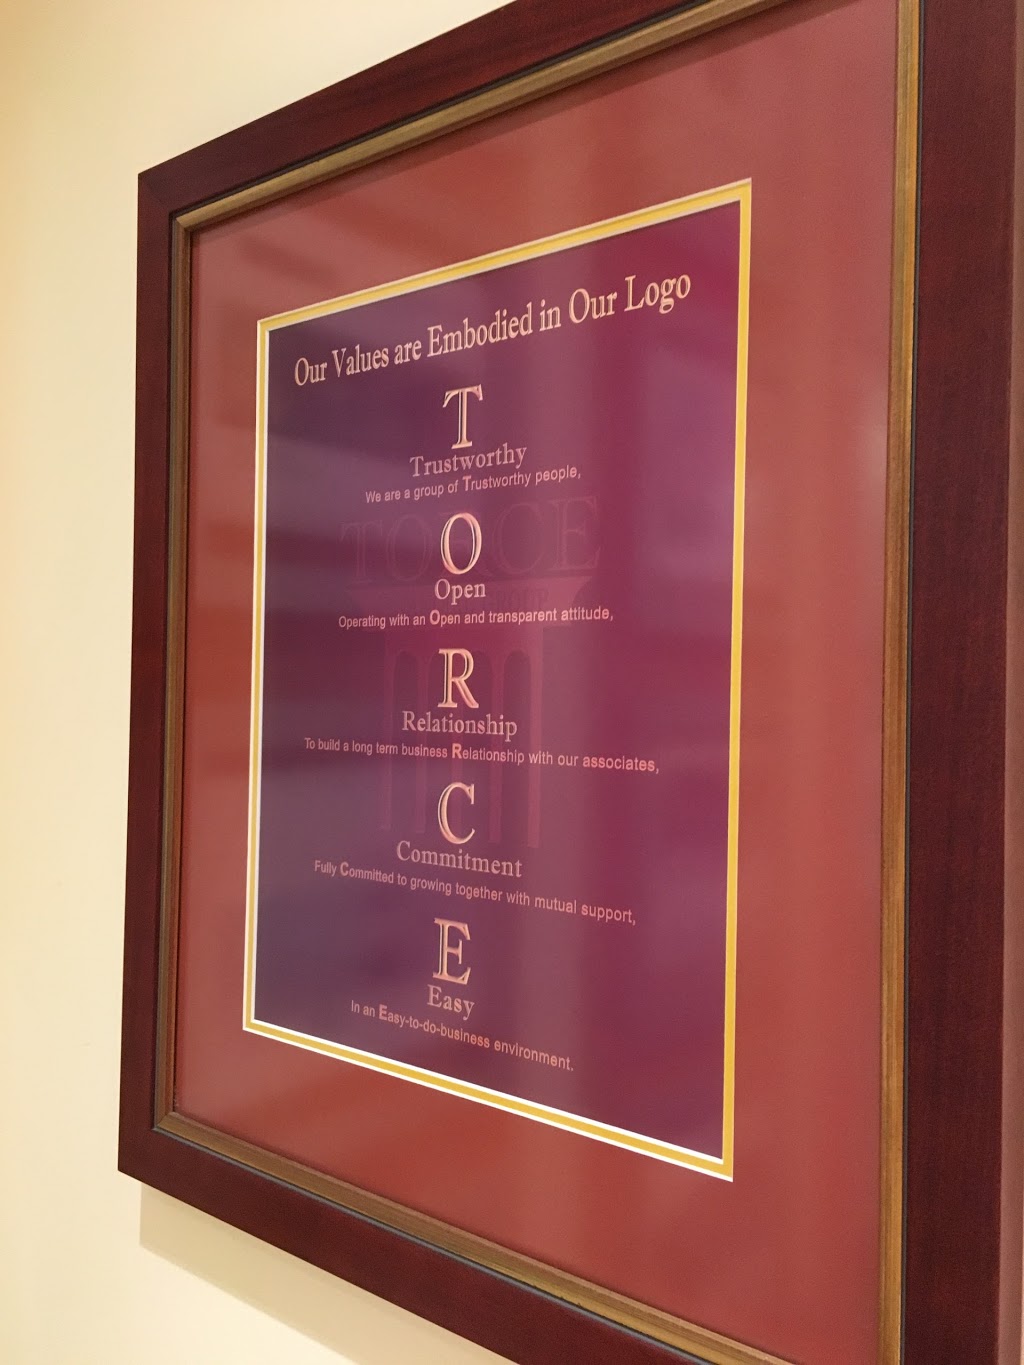 Our Values are Embodied in Our Logo
T
Trustworthy
We are a group of Trustworthy people,
TORCE
O
Open
Operating with an Open and transparent attitude,
R
Relationship
To build a long term business Relationship with our associates,
C
Commitment
Fully Committed to growing together with mutual support,
E
Easy
In an Easy-to-do-business environment.